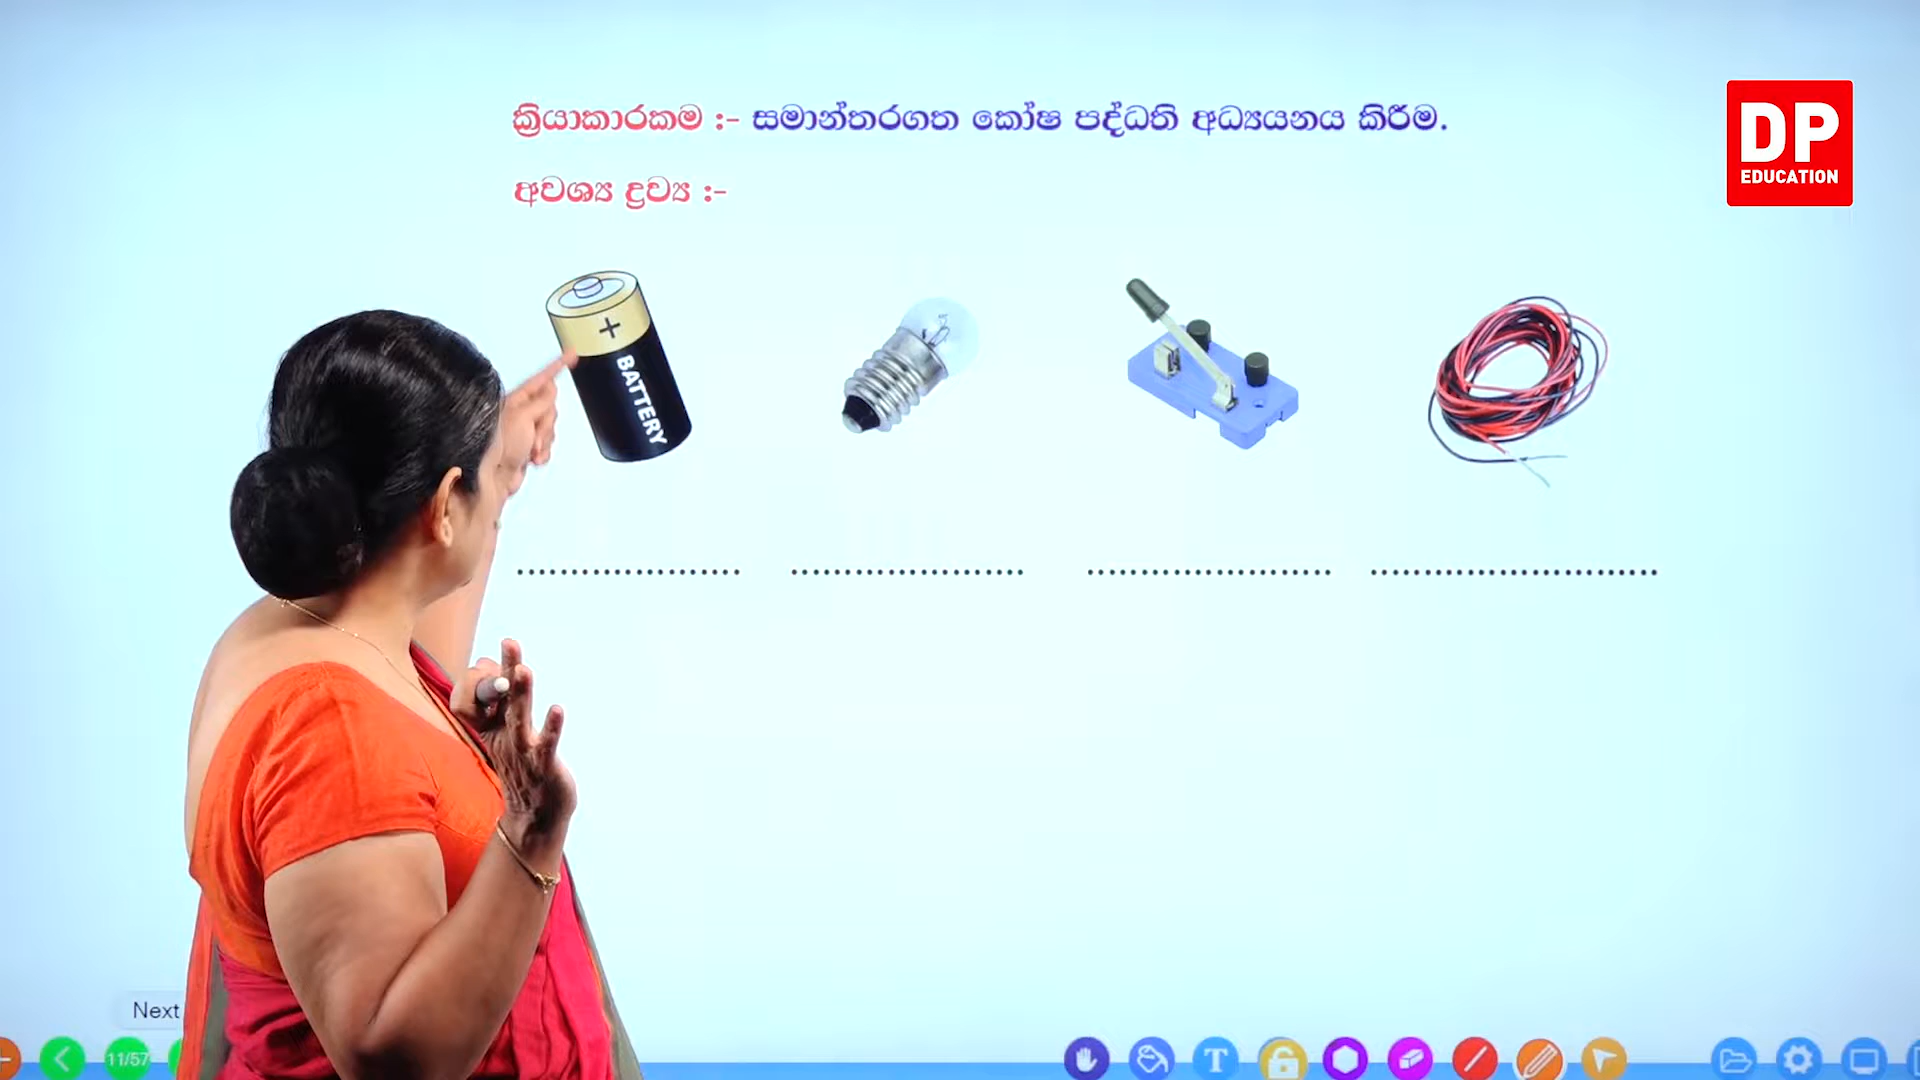 ක්‍රියාකාරකම :- සමාන්තරගත කෝෂ පද්ධති අධ්‍යයනය කිරීම.
DP
EDUCATION
අවශ්‍ය ද්‍රව්‍ය :-
+
BATTERY
Next
11/57
T